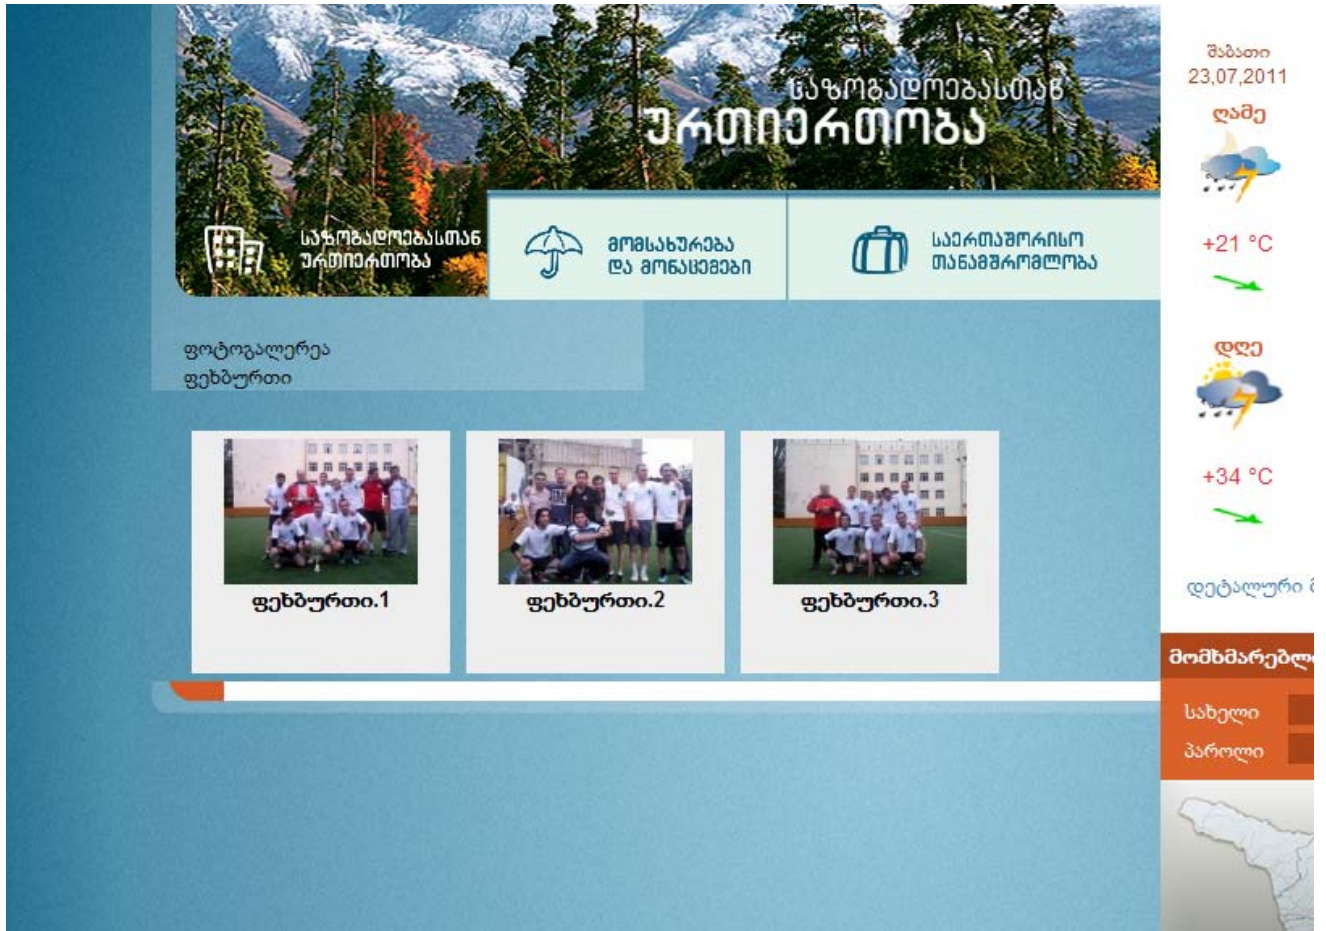 საზოგადოებასთან
ურთიერთობა
საზოგადოებასთან
ურთიერთობა
მომსახურება
და მონაცემები
საერთაშორისო
თანამშრომლობა
ფოტოგალერეა
ფეხბურთი
ფეხბურთი.1
ფეხბურთი.2
ფეხბურთი.3
შაბათი
23,07,2011
ღამე
+21 °C
დღე
+34 °C
დეტალური
სახელი
პაროლი